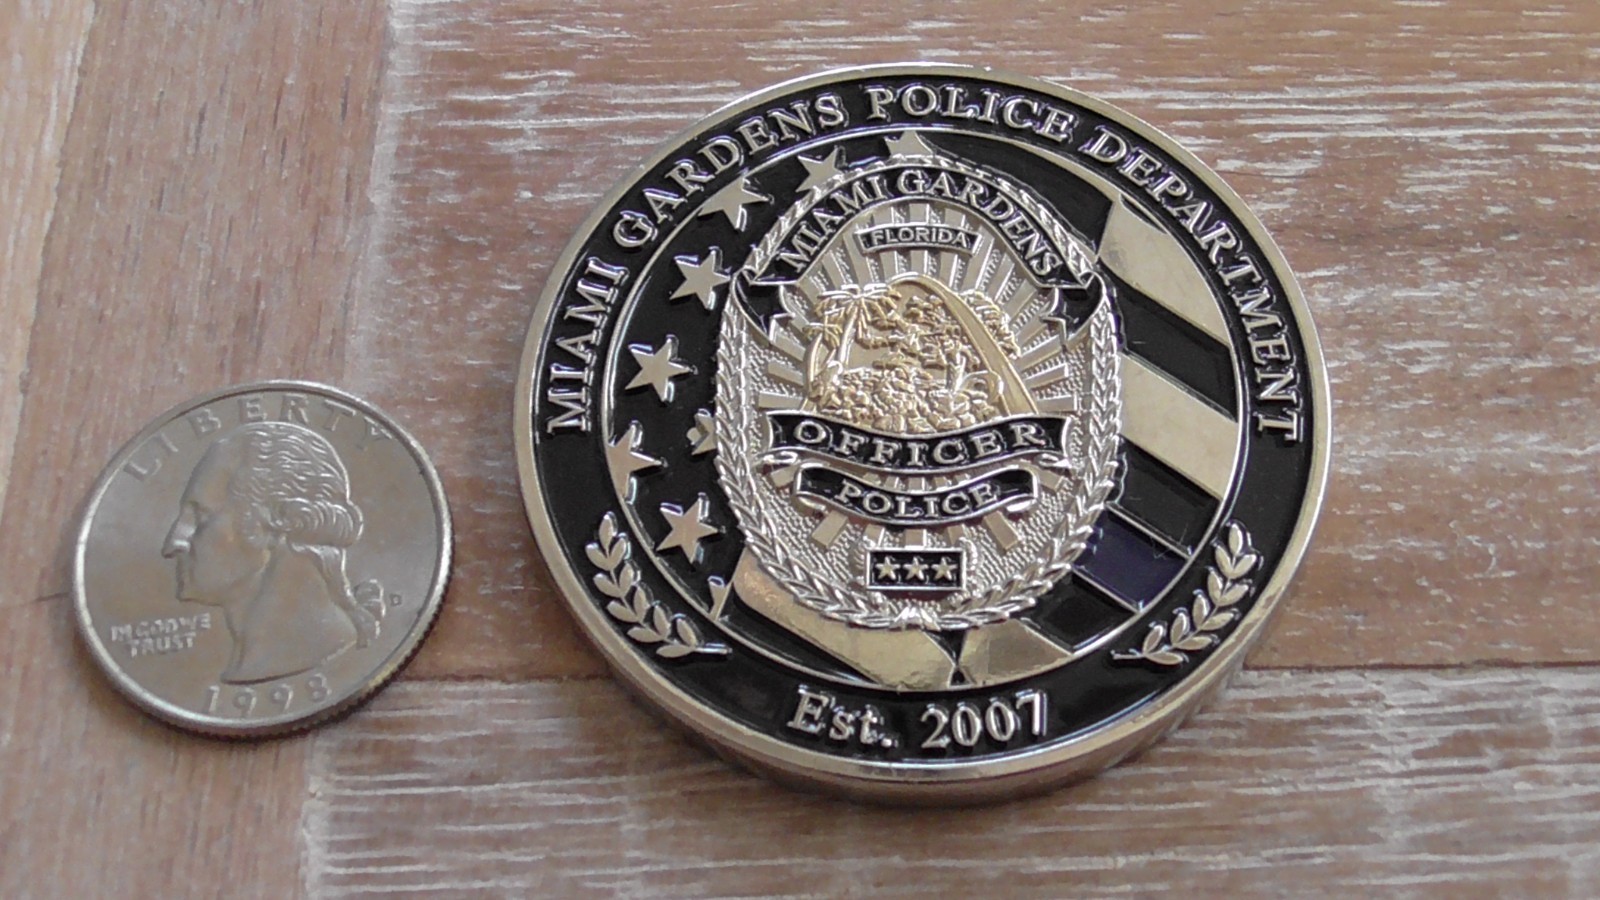 LIBERTY
IN GOD WE
TRUST
D
1998
MIAMI GARDENS POLICE DEPARTMENT
MIAMI GARDENS
FLORIDA
OFFICER
POLICE
Est. 2007